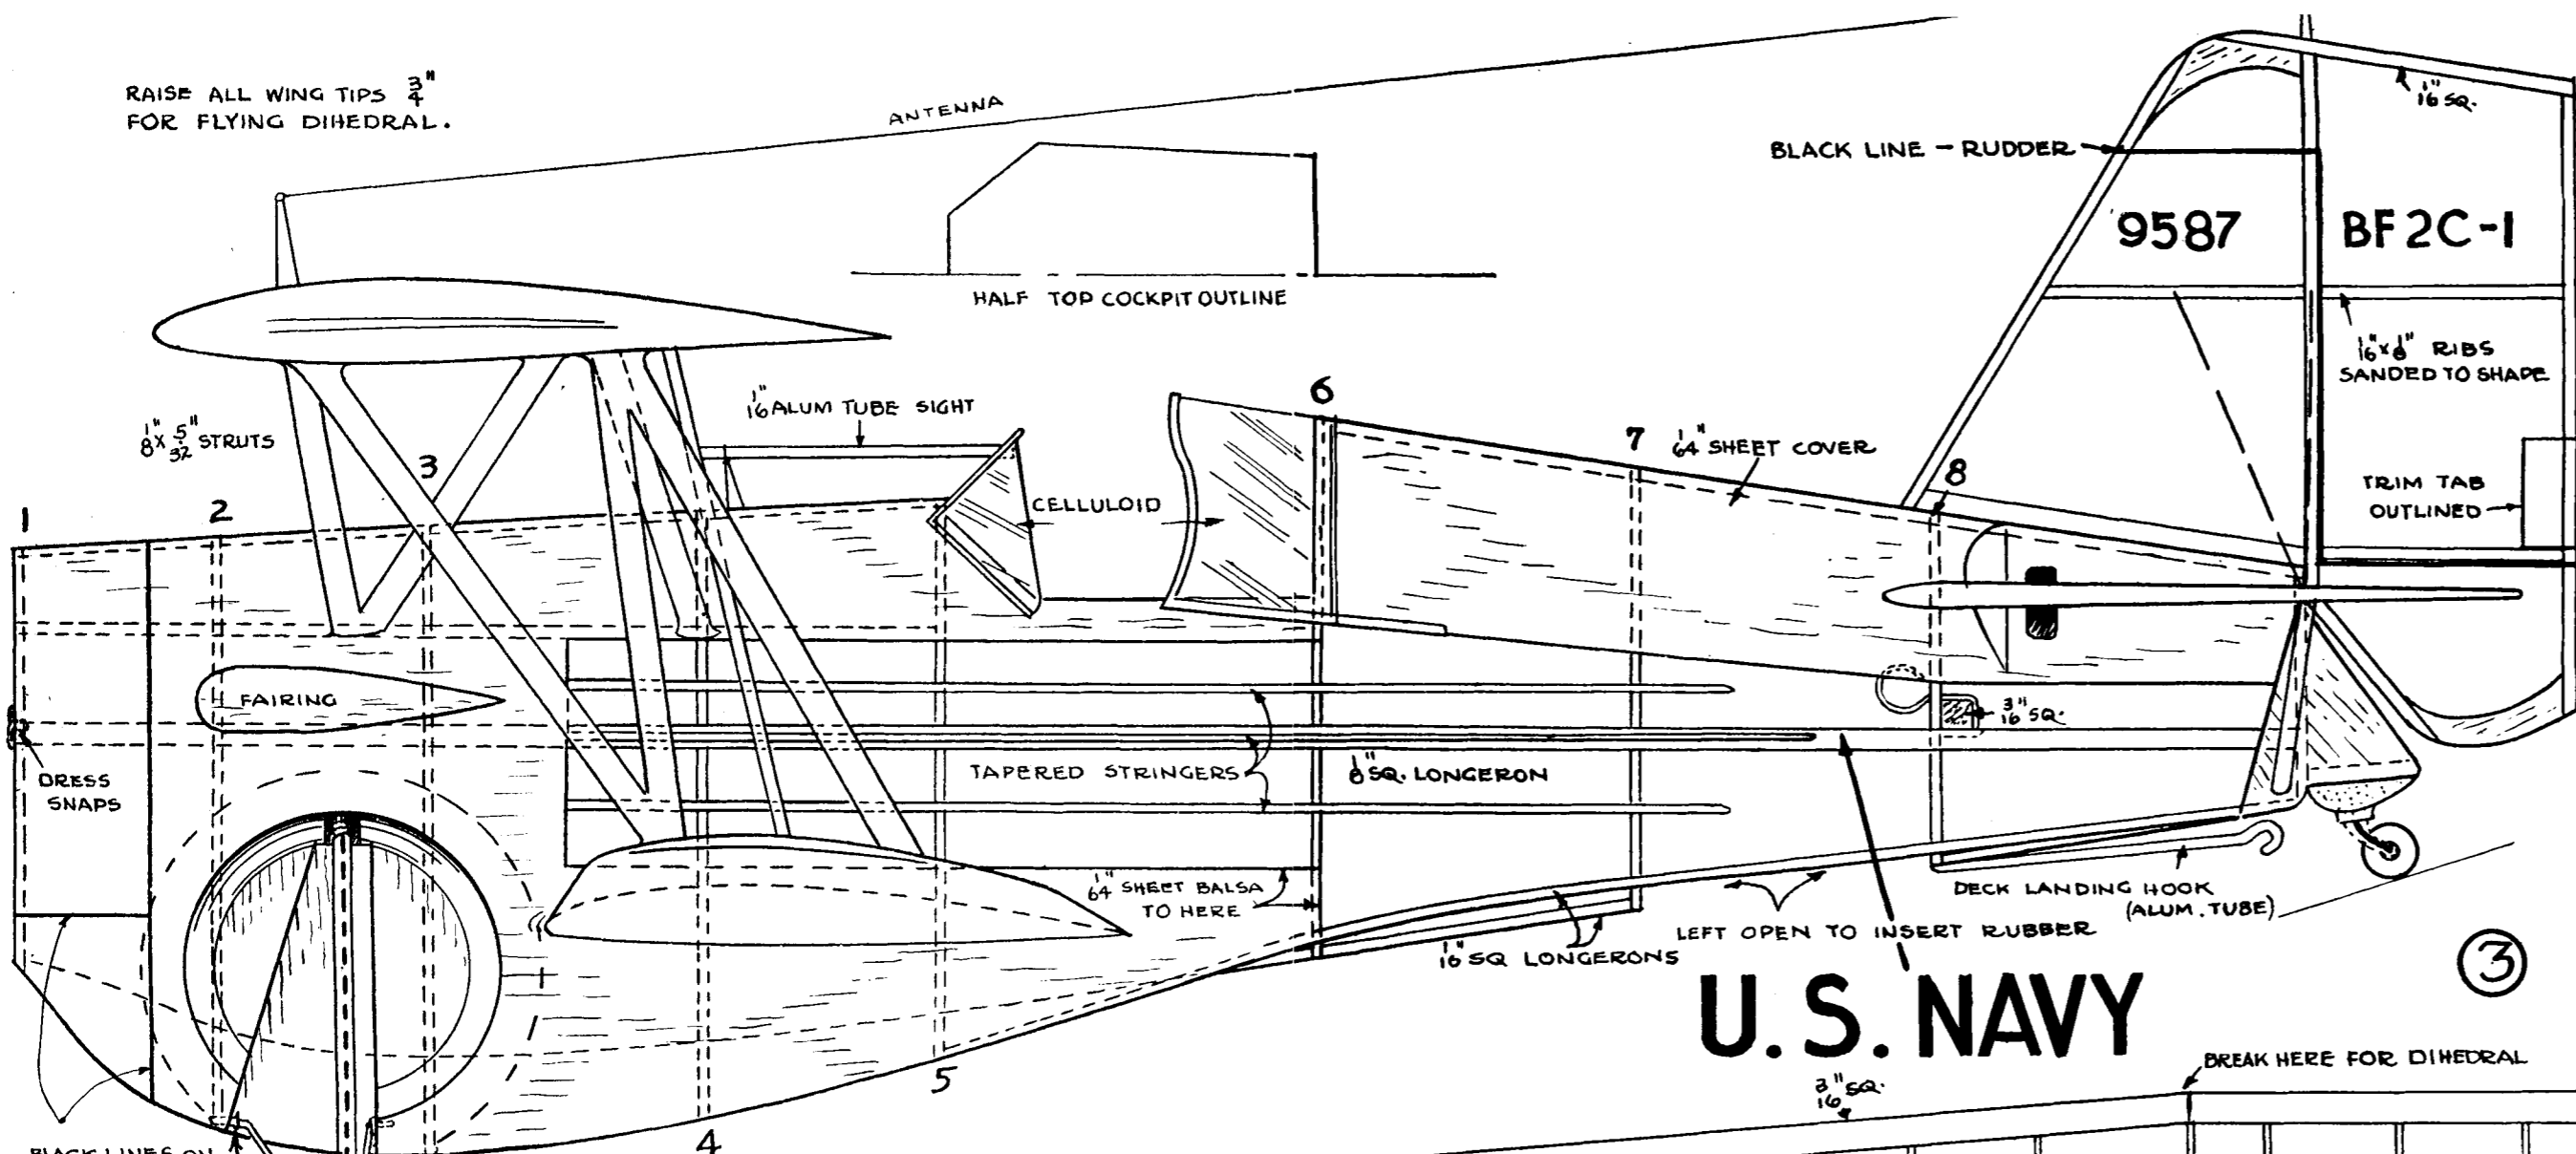 RAISE ALL WING TIPS 3/4"
FOR FLYING DIHEDRAL.
ANTENNA
HALF TOP COCKPIT OUTLINE
BLACK LINE - RUDDER
1/16" SQ.
9587
BF2C-1
1/16" x 1/8" RIBS
SANDED TO SHAPE
TRIM TAB
OUTLINED
1/8" X 5/32" STRUTS
1/16" ALUM TUBE SIGHT
CELLULOID
1/64" SHEET COVER
1
2
3
6
7
8
FAIRING
DRESS
SNAPS
TAPERED STRINGERS
1/8" SQ. LONGERON
3/16" SQ.
1/64" SHEET BALSA
TO HERE
1/16" SQ LONGERONS
LEFT OPEN TO INSERT RUBBER
DECK LANDING HOOK
(ALUM. TUBE)
U.S. NAVY
3
5
4
3/16" SQ.
BREAK HERE FOR DIHEDRAL
BLACK LINES ON